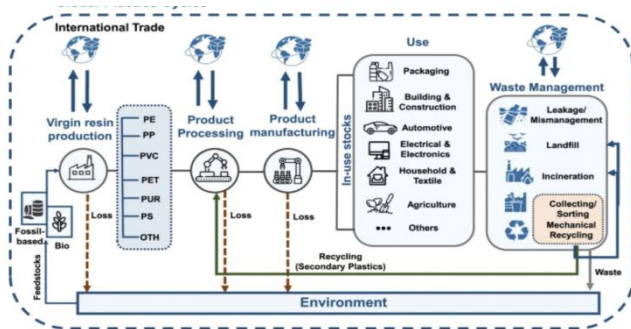 International Trade
Virgin resin
production
PE
PP
PVC
PET
PUR
PS
OTH
Product
Processing
Product
manufacturing
Use
In-use stocks
Packaging
Building &
Construction
Automotive
Electrical &
Electronics
Household &
Textile
Agriculture
Others
Waste Management
Leakage/
Mismanagement
Landfill
Incineration
Collecting/
Sorting
Mechanical
Recycling
Fossil-
based
Bio
Feedstocks
Loss
Loss
Loss
Recycling
(Secondary Plastics)
Waste
Environment